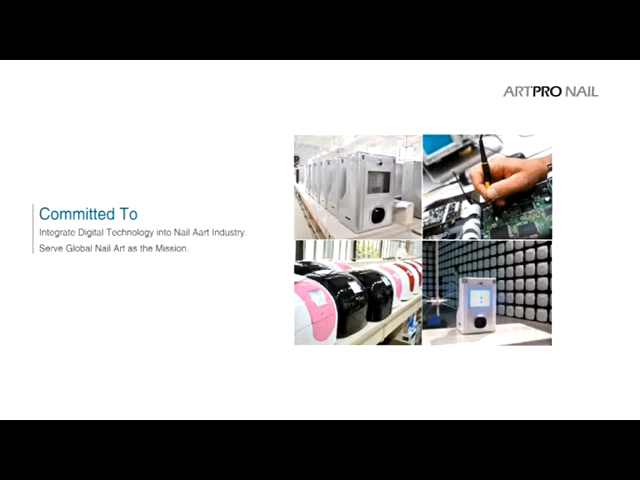 ARTPRO NAIL
Committed To
Integrate Digital Technology into Nail Aart Industry.
Serve Global Nail Art as the Mission.